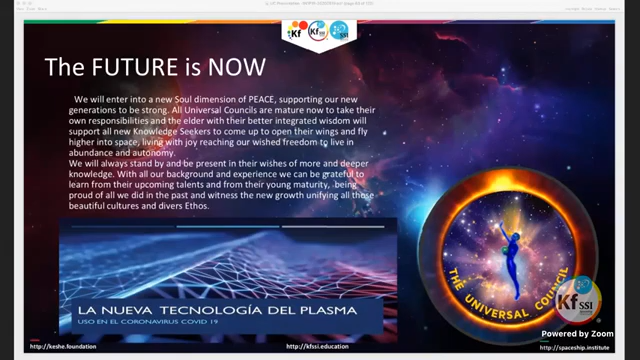 Kf
Kf SSI
SSI
The FUTURE is NOW
We will enter into a new Soul dimension of PEACE, supporting our new
generations to be strong. All Universal Councils are mature now to take their
own responsibilities and the elder with their better integrated wisdom will
support all new Knowledge Seekers to come up to open their wings and fly
higher into space, living with joy reaching our wished freedom to live in
abundance and autonomy.
We will always stand by and be present in their wishes of more and deeper
knowledge. With all our background and experience we can be grateful to
learn from their upcoming talents and from their young maturity, being
proud of all we did in the past and witness the new growth unifying all these
beautiful cultures and divers Ethos.
LA NUEVA TECNOLOGÍA DEL PLASMA
USO EN EL CORONAVIRUS COVID 19
THE UNIVERSAL COUNCIL
Kf SSI
Powered by Zoom
http://keshe.foundation
http://kfssi.education
http://spaceship.institute